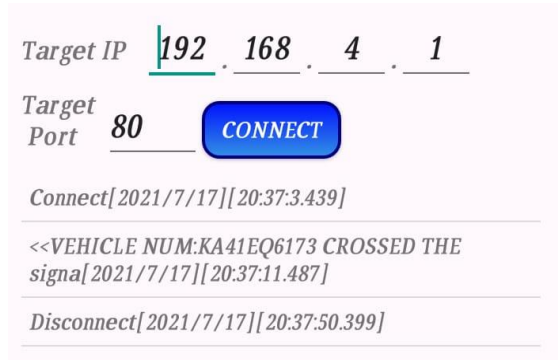 Target IP 192 . 168 . 4 . 1
Target
Port 80 CONNECT
Connect[2021/7/17][20:37:3.439]
<<VEHICLE NUM:KA41EQ6173 CROSSED THE
signa[2021/7/17][20:37:11.487]
Disconnect[2021/7/17][20:37:50.399]